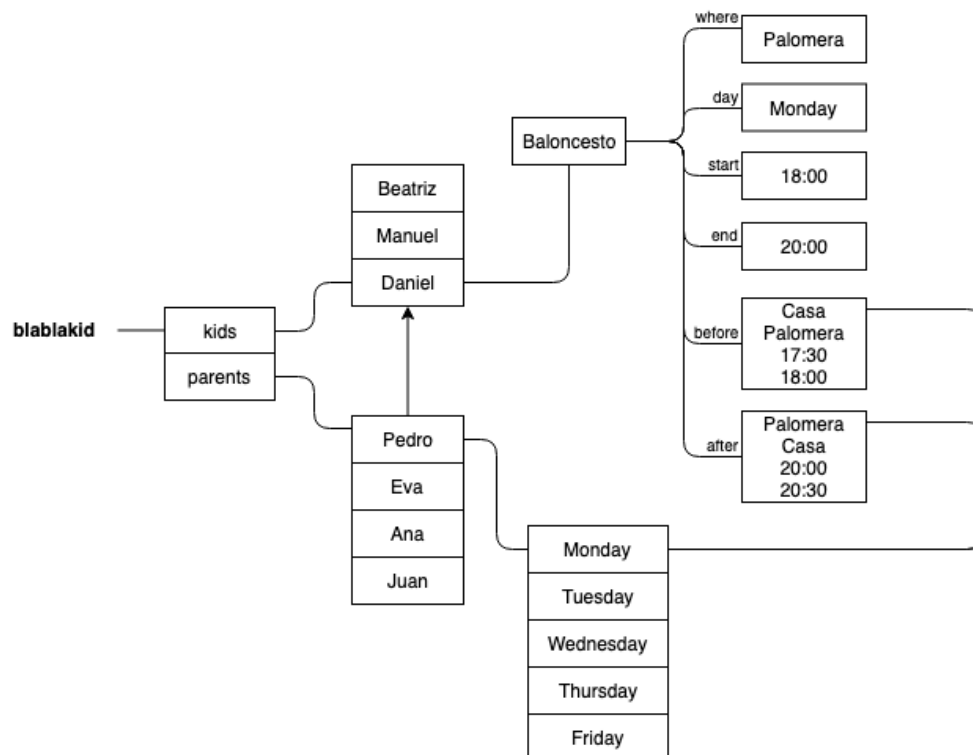 where
Palomera
day
Monday
Baloncesto
start
18:00
Beatriz
Manuel
end
20:00
Daniel
blablakid
kids
parents
before
Casa
Palomera
17:30
18:00
Pedro
Eva
Ana
Juan
after
Palomera
Casa
20:00
20:30
Monday
Tuesday
Wednesday
Thursday
Friday